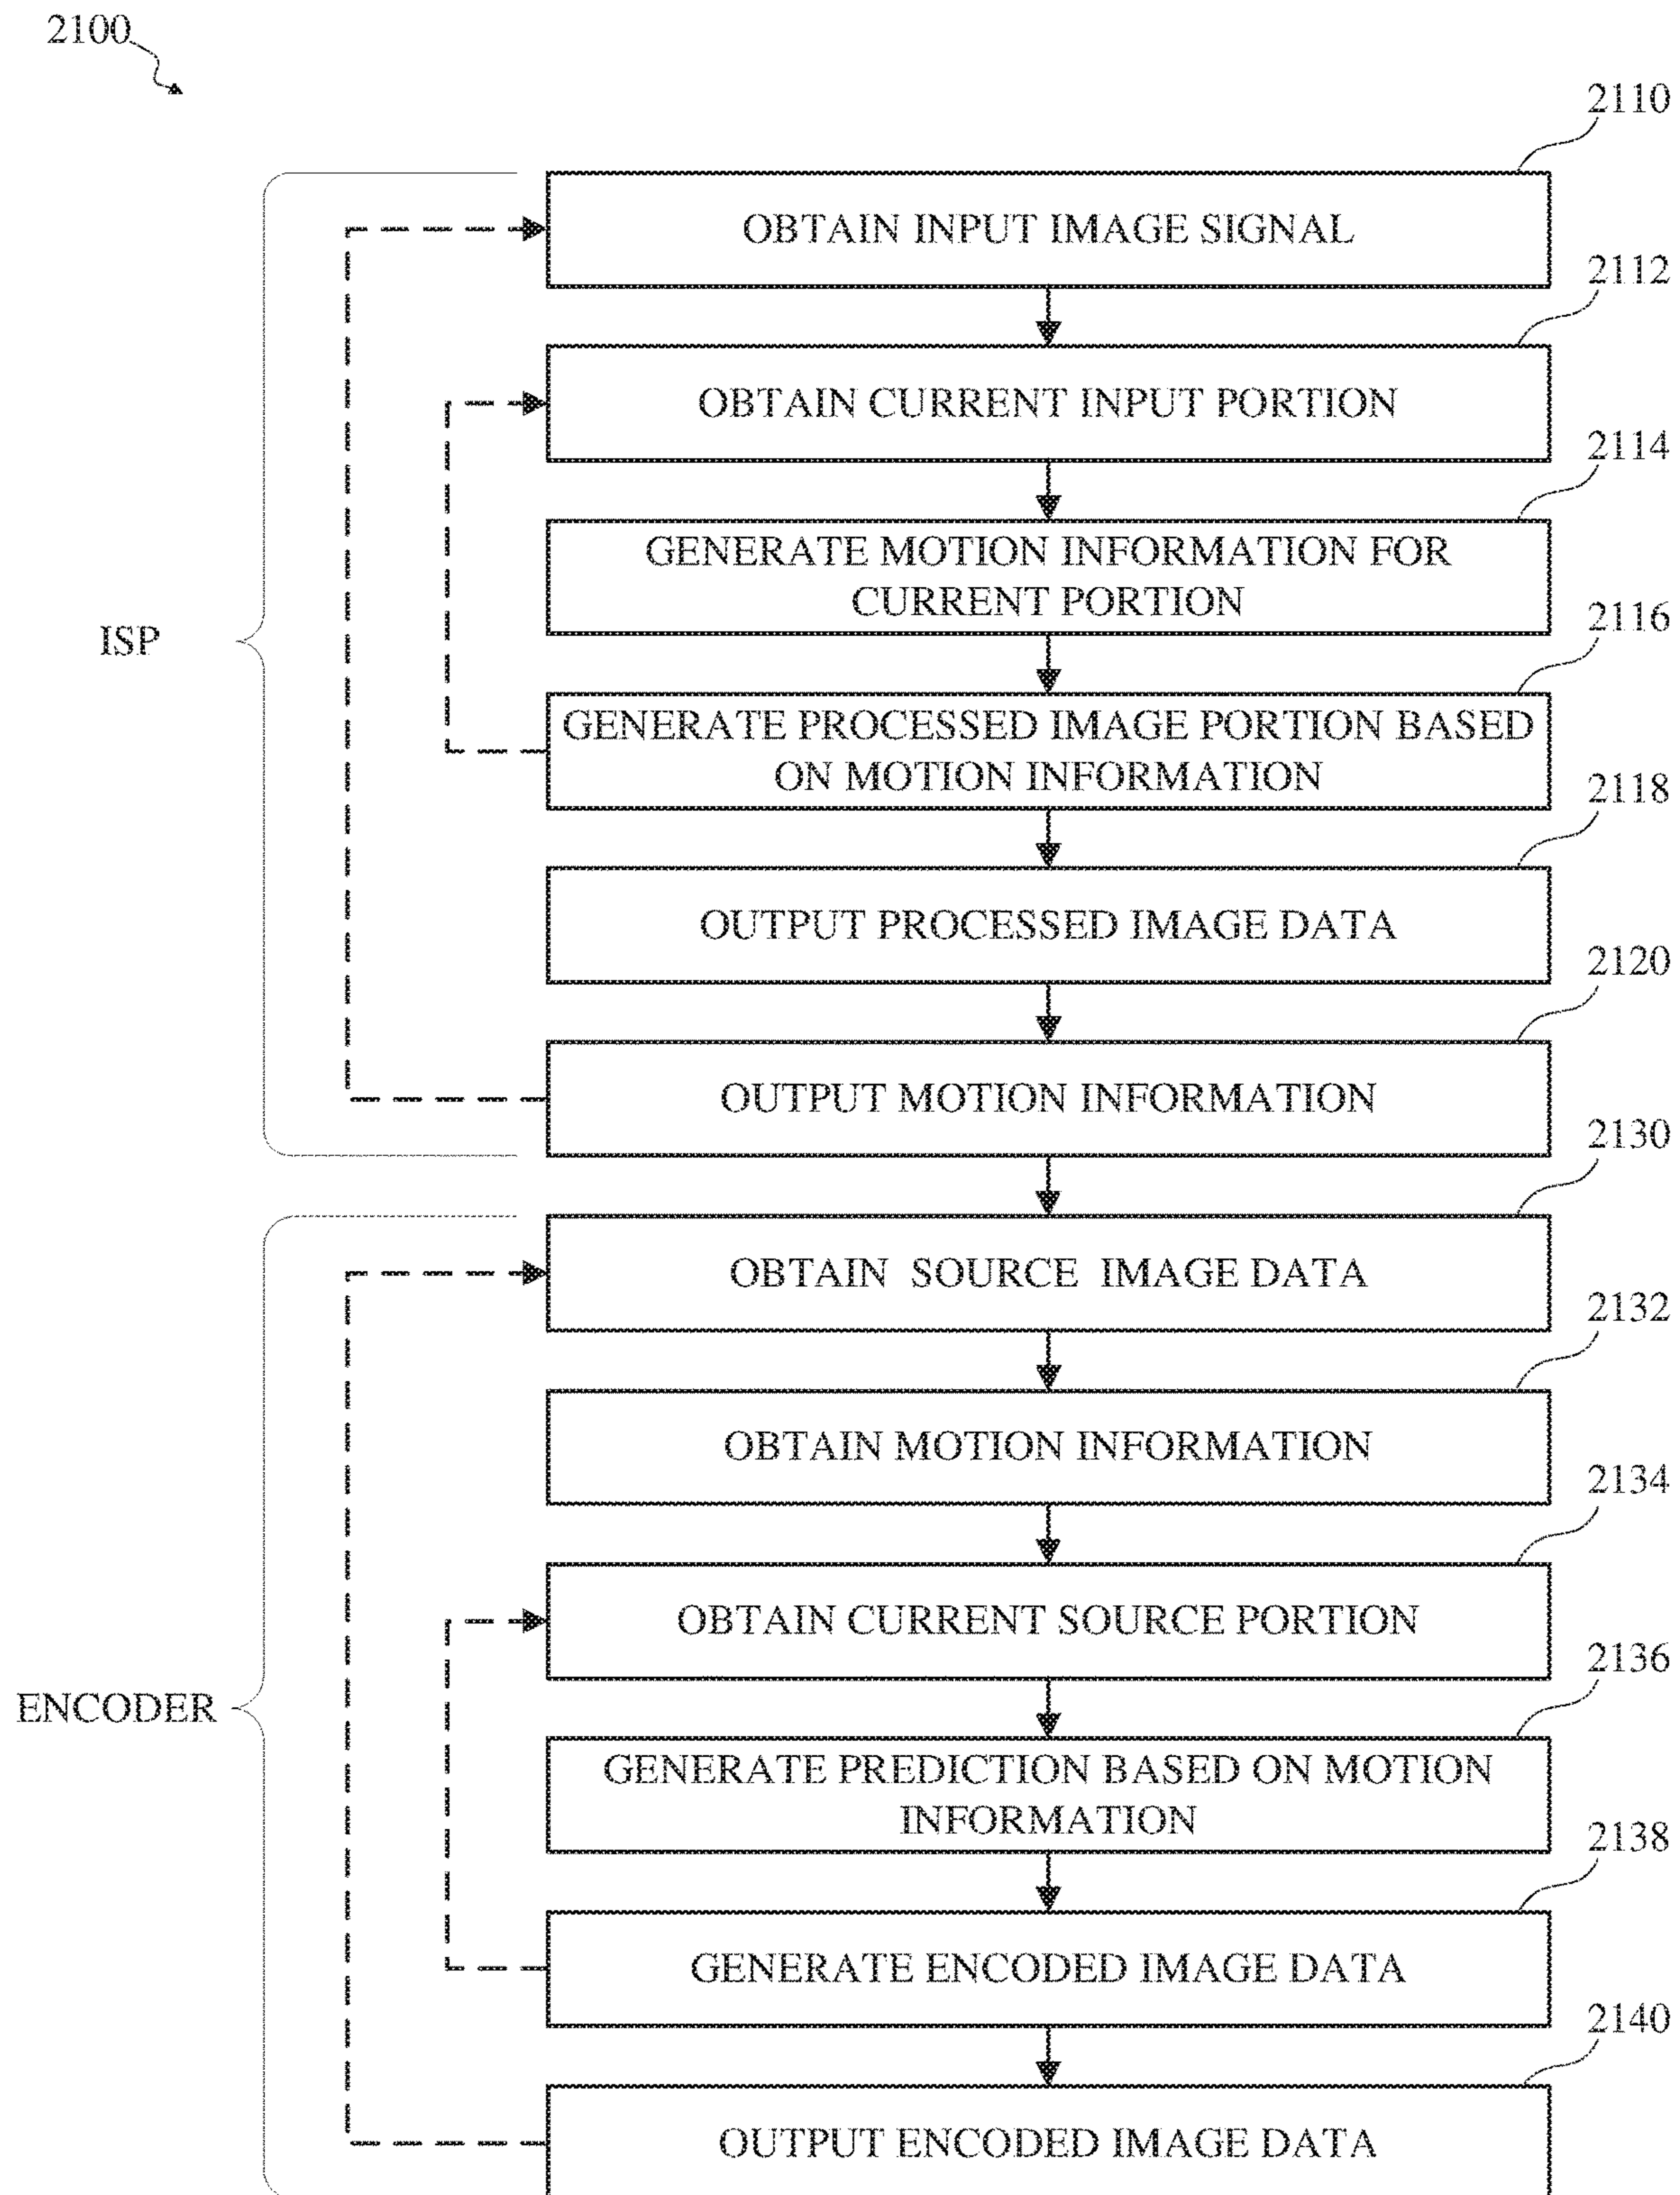 2100
2110
OBTAIN INPUT IMAGE SIGNAL
2112
OBTAIN CURRENT INPUT PORTION
2114
GENERATE MOTION INFORMATION FOR
CURRENT PORTION
2116
ISP
GENERATE PROCESSED IMAGE PORTION BASED
ON MOTION INFORMATION
2118
OUTPUT PROCESSED IMAGE DATA
2120
OUTPUT MOTION INFORMATION
2130
OBTAIN SOURCE IMAGE DATA
2132
OBTAIN MOTION INFORMATION
2134
OBTAIN CURRENT SOURCE PORTION
2136
ENCODER
GENERATE PREDICTION BASED ON MOTION
INFORMATION
2138
GENERATE ENCODED IMAGE DATA
2140
OUTPUT ENCODED IMAGE DATA